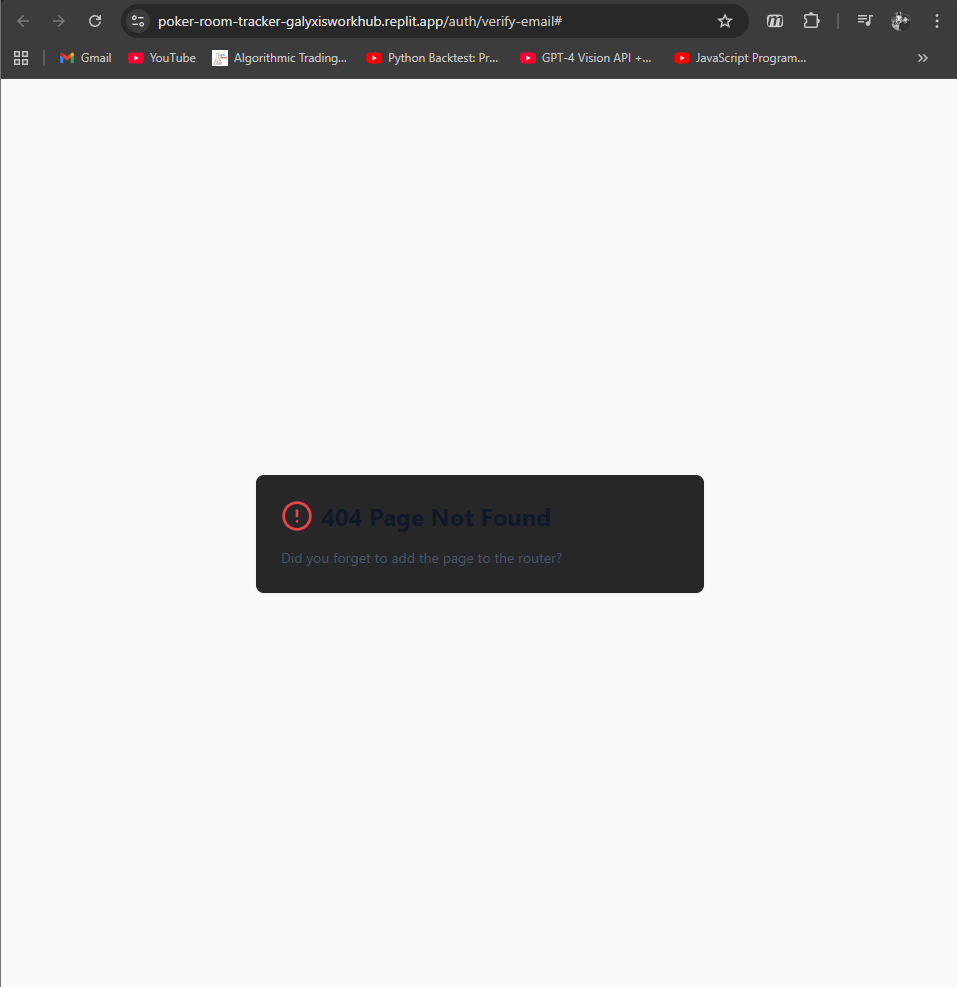 poker-room-tracker-galyxisworkhub.replit.app/auth/verify-email#
Gmail YouTube Algorithmic Trading... Python Backtest: Pr... GPT-4 Vision API +... JavaScript Program...
404 Page Not Found
Did you forget to add the page to the router?